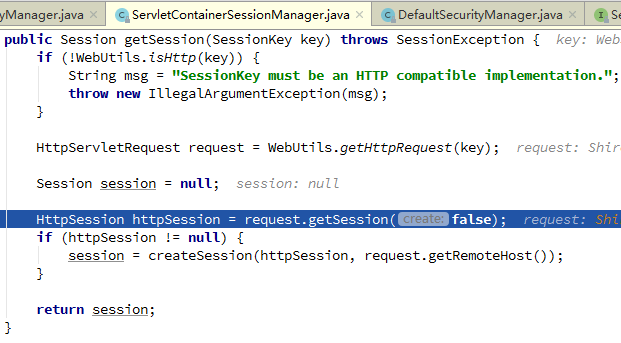 yManager.java × ServletContainerSessionManager.java × DefaultSecurityManager.java × Se
public Session getSession(SessionKey key) throws SessionException { key: Web
if (!WebUtils.isHttp(key)) {
String msg = "SessionKey must be an HTTP compatible implementation.";
throw new IllegalArgumentException(msg);
}
HttpServletRequest request = WebUtils.getHttpRequest(key); request: Shir
Session session = null; session: null
HttpSession httpSession = request.getSession( create: false); request: Shi
if (httpSession != null) {
session = createSession(httpSession, request.getRemoteHost());
}
return session;
}